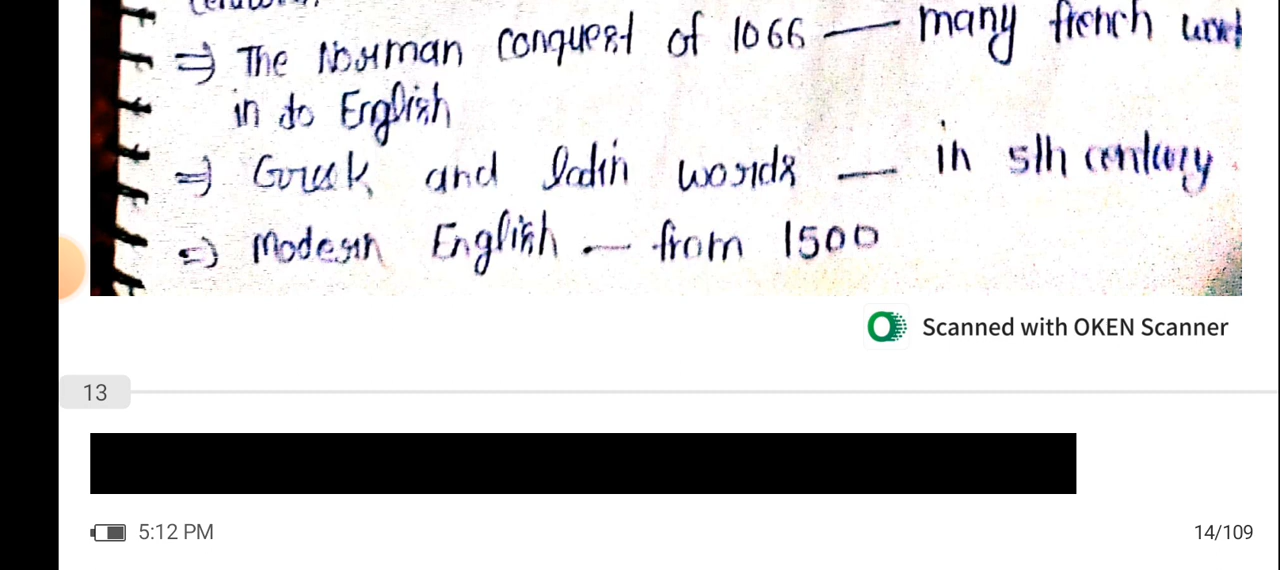 ⇒ The Norman conquest of 1066 — many french
in to English
⇒ Greek and latin words — in 5th century
⇒ Modern English — from 1500
Scanned with OKEN Scanner
13
5:12 PM
14/109